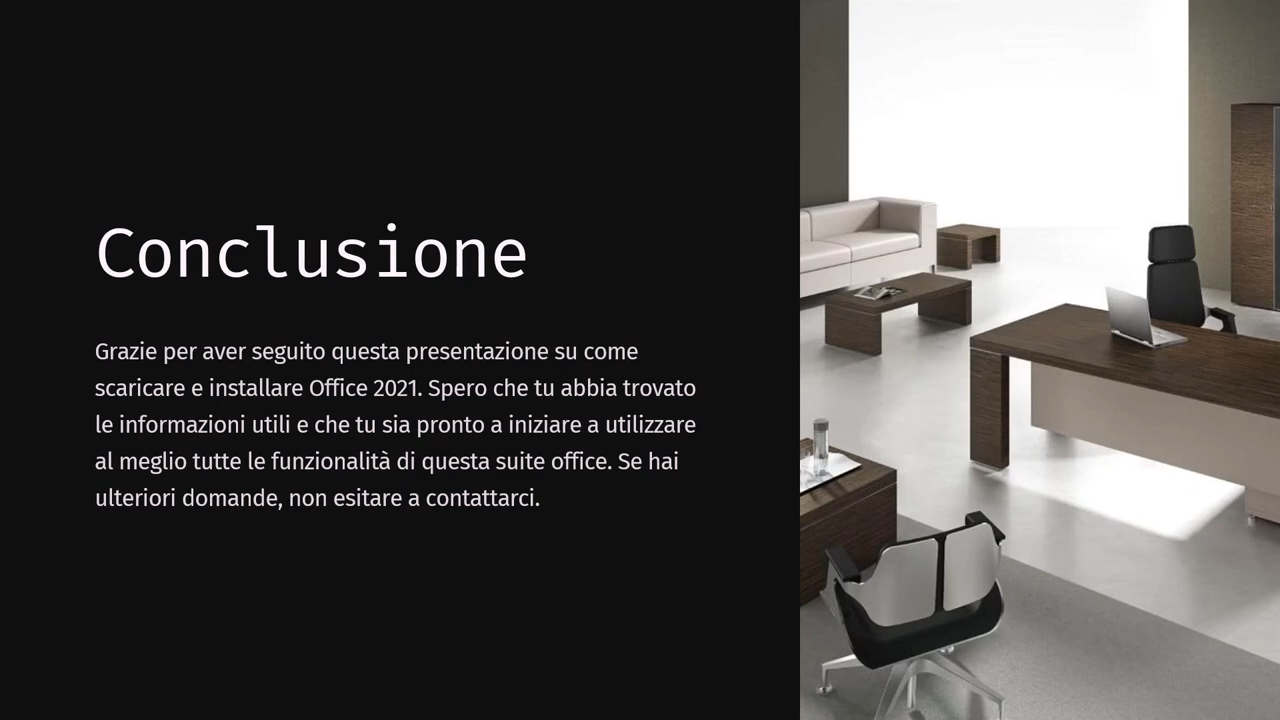 Conclusione
Grazie per aver seguito questa presentazione su come
scaricare e installare Office 2021. Spero che tu abbia trovato
le informazioni utili e che tu sia pronto a iniziare a utilizzare
al meglio tutte le funzionalità di questa suite office. Se hai
ulteriori domande, non esitare a contattarci.